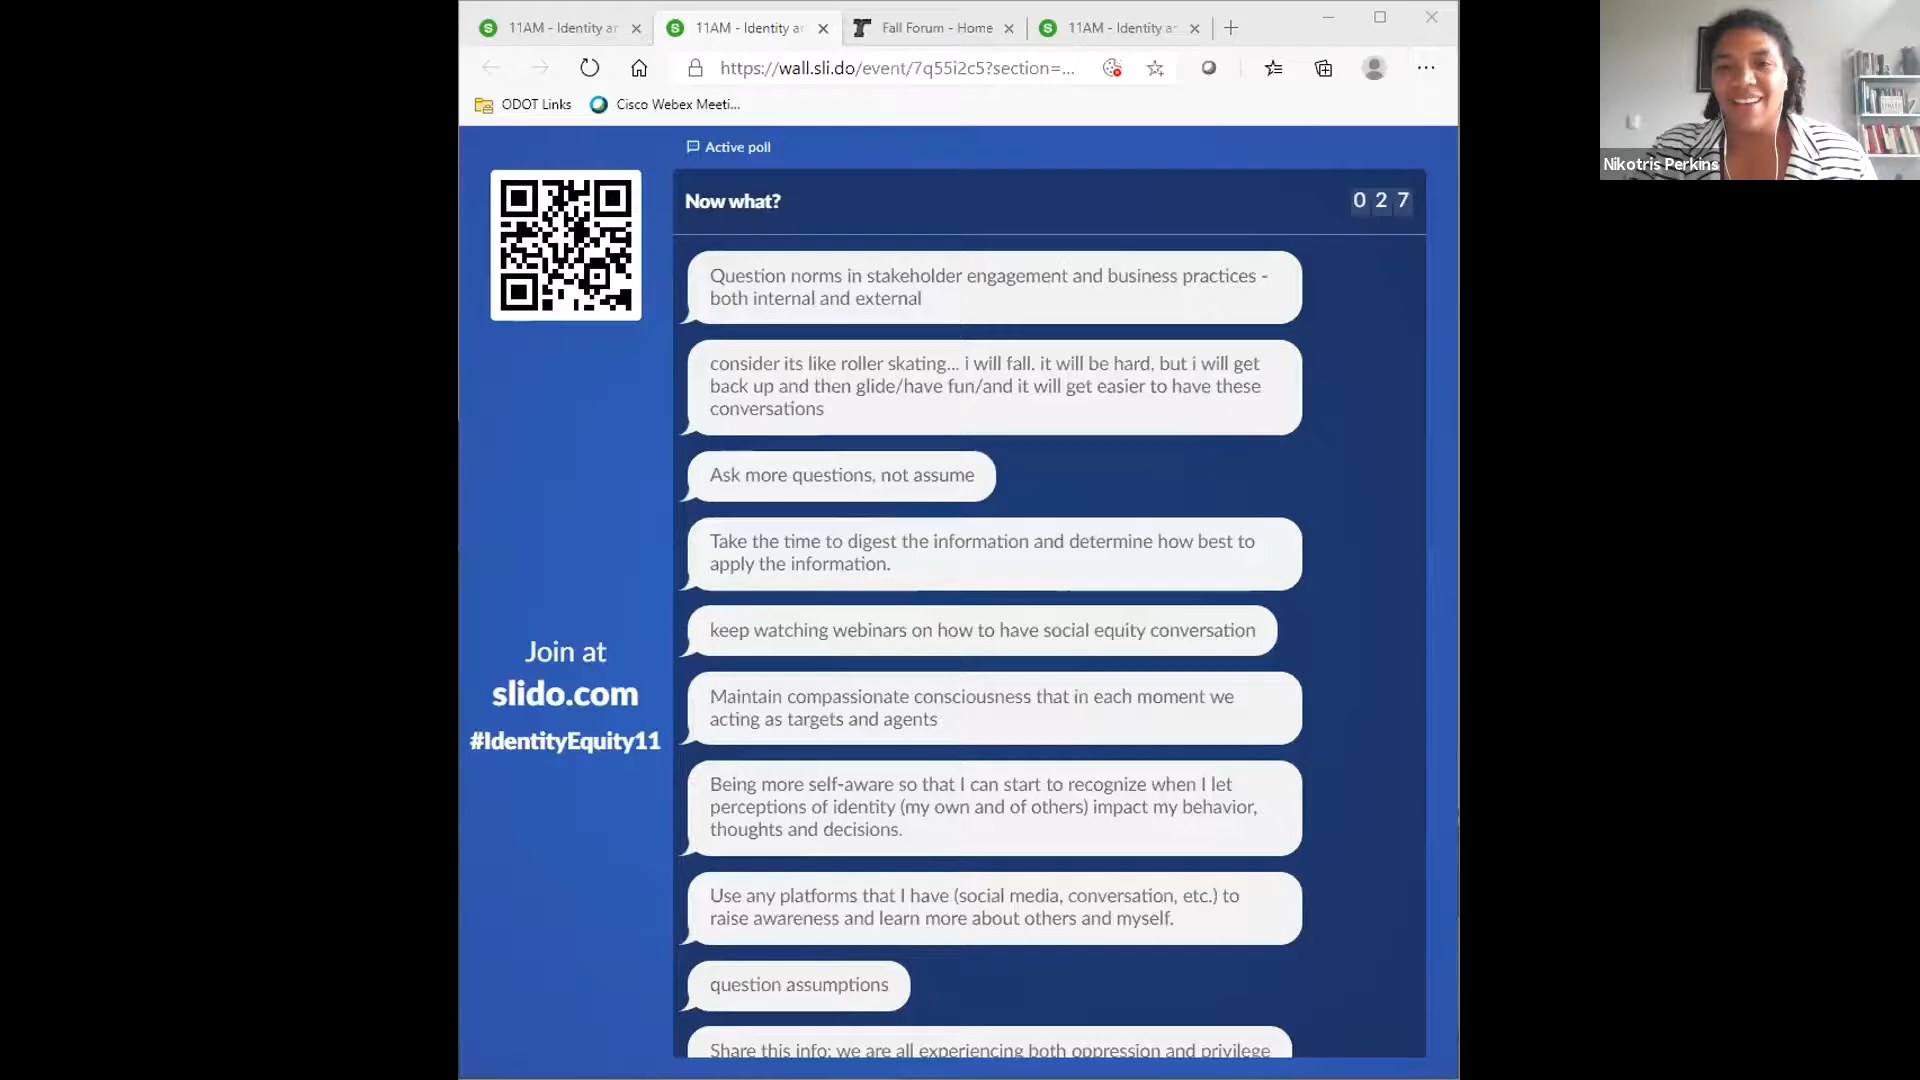 11AM - Identity ar
11AM - Identity ar
Fall Forum - Home
11AM - Identity a
https://wall.sli.do/event/7q55i2c5?section=...
ODOT Links
Cisco Webex Meeti...
Active poll
Nikotris Perkins
Now what?
027
Question norms in stakeholder engagement and business practices -
both internal and external
consider its like roller skating... i will fall. it will be hard, but i will get
back up and then glide/have fun/and it will get easier to have these
conversations
Ask more questions, not assume
Take the time to digest the information and determine how best to
apply the information.
keep watching webinars on how to have social equity conversation
Join at
slido.com
#IdentityEquity11
Maintain compassionate consciousness that in each moment we
acting as targets and agents
Being more self-aware so that I can start to recognize when I let
perceptions of identity (my own and of others) impact my behavior,
thoughts and decisions.
Use any platforms that I have (social media, conversation, etc.) to
raise awareness and learn more about others and myself.
question assumptions
Share this info: we are all experiencing both oppression and privilege